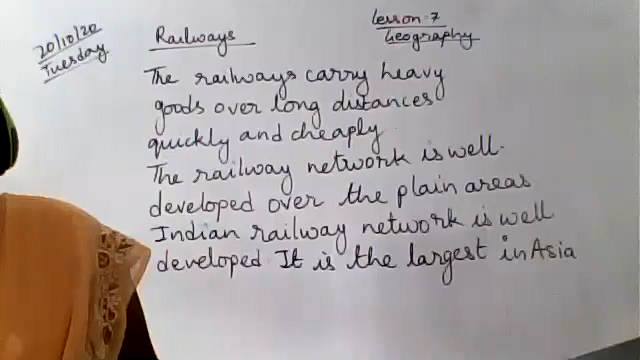 20/10/20
Tuesday
Railways
Lesson-7
Geography
The railways carry heavy
goods over long distances
quickly and cheaply
The railway network is well-
developed over the plain areas
Indian railway network is well
developed. It is the largest in Asia